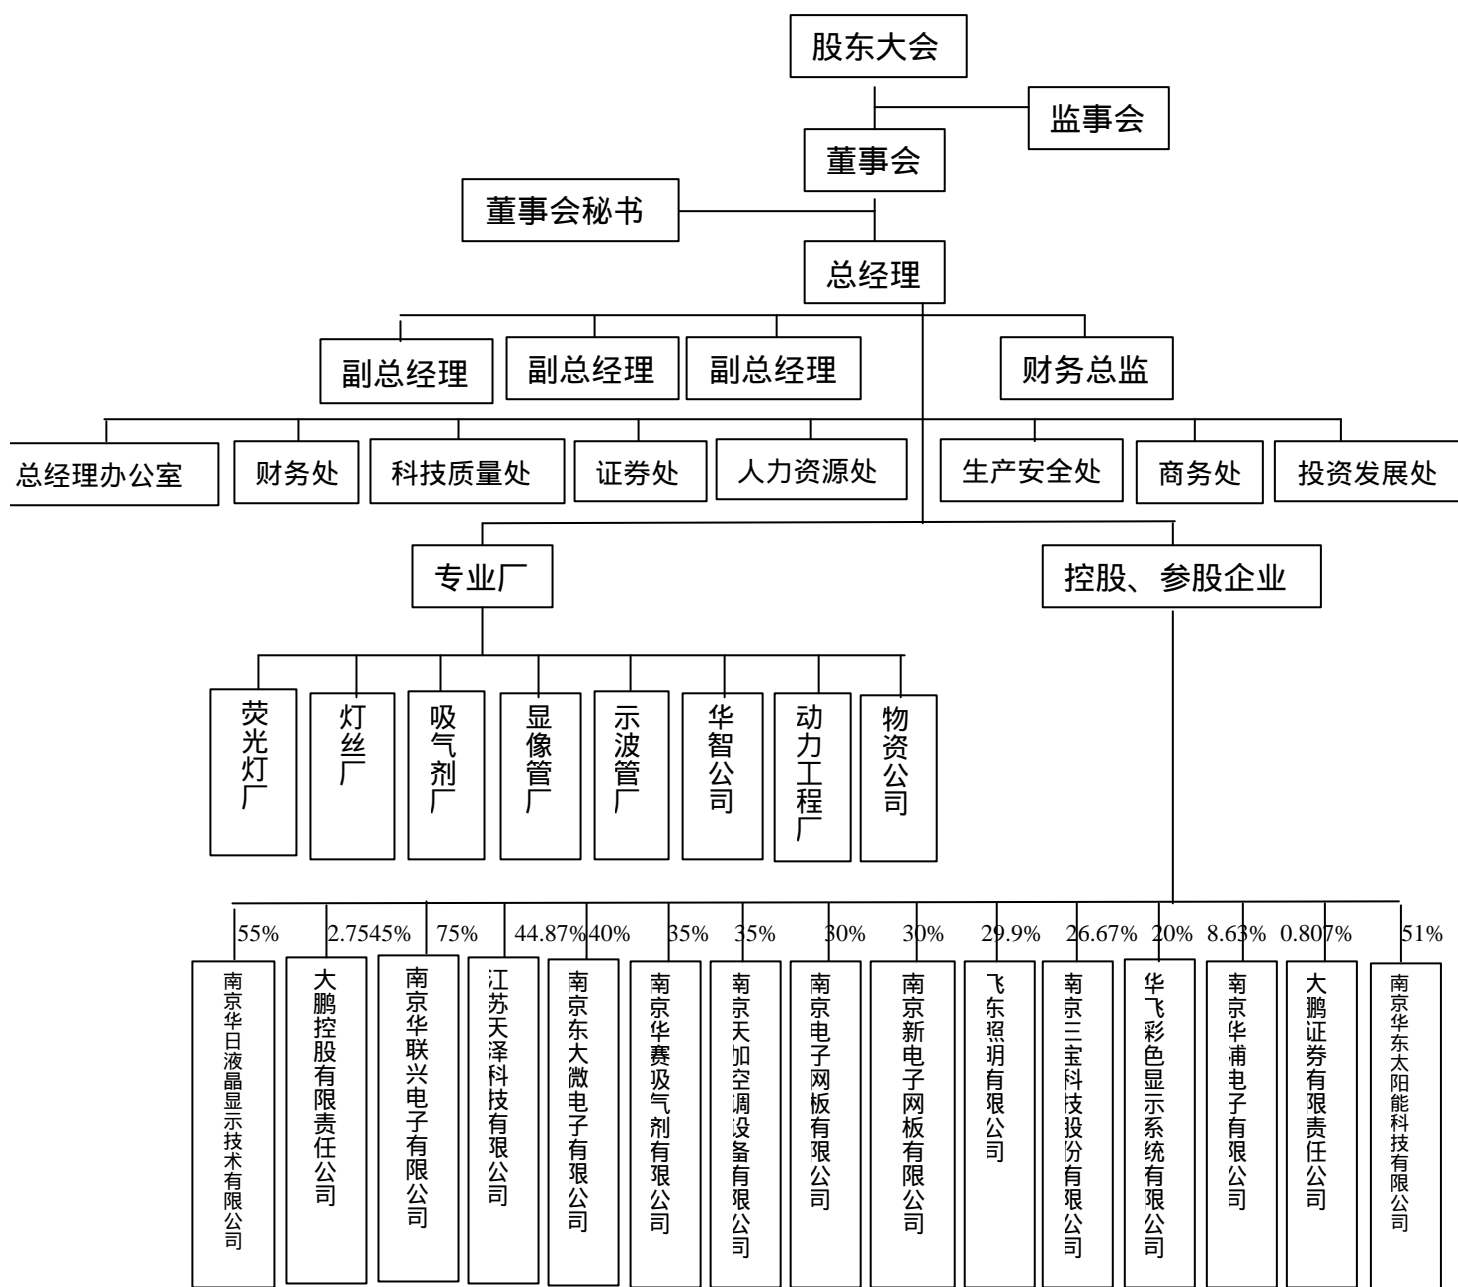 股东大会
监事会
董事会
董事会秘书
总经理
副总经理
副总经理
副总经理
财务总监
总经理办公室
财务处
科技质量处
证券处
人力资源处
生产安全处
商务处
投资发展处
专业厂
控股、参股企业
荧光灯厂
灯丝厂
吸气剂厂
显像管厂
示波管厂
华智公司
动力工程厂
物资公司
55%
2.7545%
75%
44.87%
40%
35%
35%
30%
30%
29.9%
26.67%
20%
8.63%
0.807%
51%
南京华日液晶显示技术有限公司
大鹏控股有限责任公司
南京华联兴电子有限公司
江苏天泽科技有限公司
南京东大微电子有限公司
南京华赛吸气剂有限公司
南京天加空调设备有限公司
南京电子网板有限公司
南京新电子网板有限公司
飞东照明有限公司
南京三宝科技股份有限公司
华飞彩色显示系统有限公司
南京华浦电子有限公司
大鹏证券有限责任公司
南京华东太阳能科技有限公司